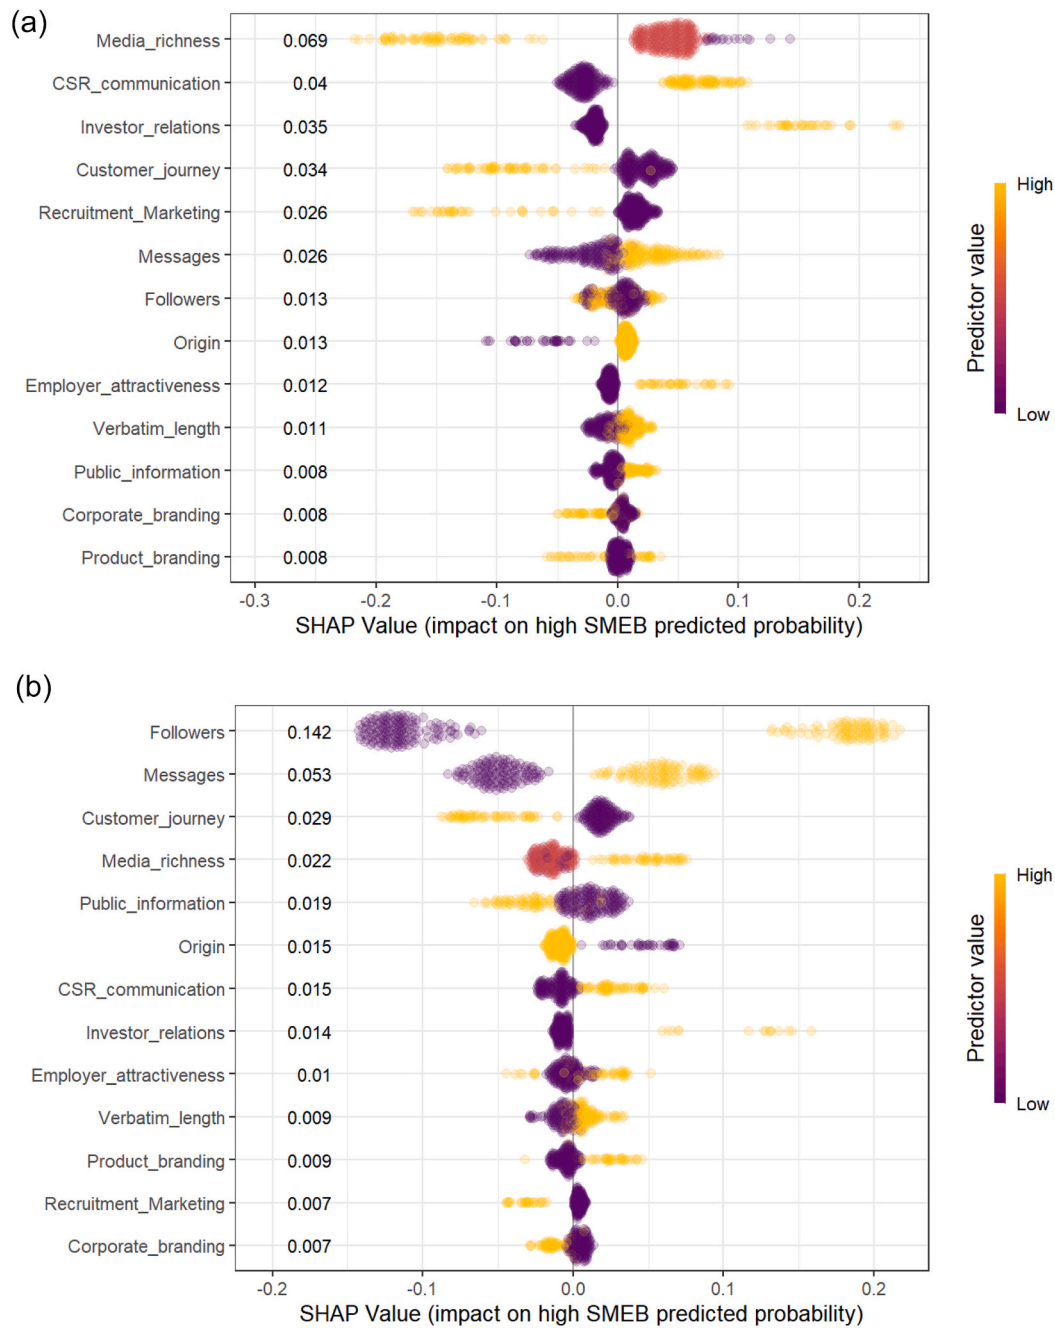 (a)
Media_richness 0.069
CSR_communication 0.04
Investor_relations 0.035
Customer_journey 0.034
Recruitment_Marketing 0.026
Messages 0.026
Followers 0.013
Origin 0.013
Employer_attractiveness 0.012
Verbatim_length 0.011
Public_information 0.008
Corporate_branding 0.008
Product_branding 0.008
-0.3 -0.2 -0.1 0.0 0.1 0.2
SHAP Value (impact on high SMEB predicted probability)
High
Predictor value
Low
(b)
Followers 0.142
Messages 0.053
Customer_journey 0.029
Media_richness 0.022
Public_information 0.019
Origin 0.015
CSR_communication 0.015
Investor_relations 0.014
Employer_attractiveness 0.01
Verbatim_length 0.009
Product_branding 0.009
Recruitment_Marketing 0.007
Corporate_branding 0.007
-0.2 -0.1 0.0 0.1 0.2
SHAP Value (impact on high SMEB predicted probability)
High
Predictor value
Low